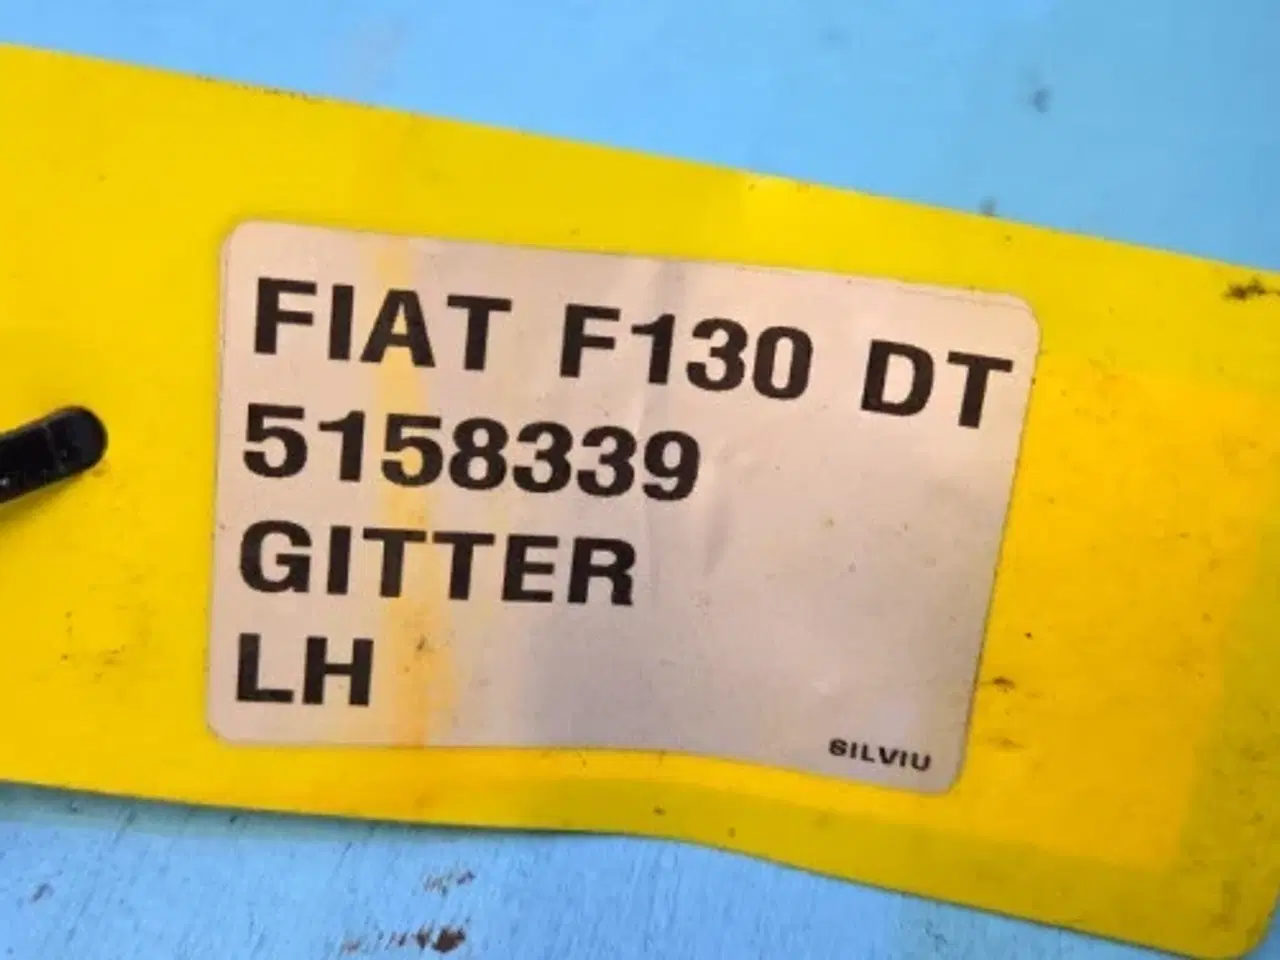 FIAT F130 DT
5158339
GITTER
LH
SILVIU